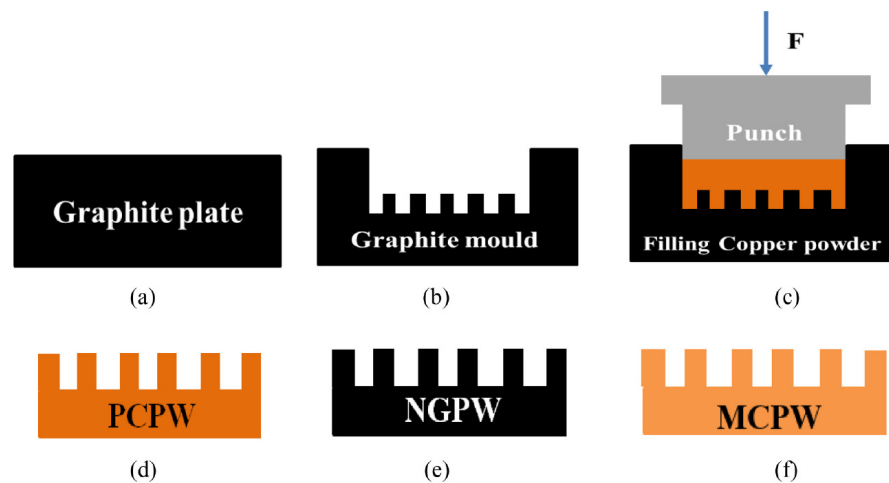 F
Punch
Graphite plate
Graphite mould
Filling Copper powder
(a)
(b)
(c)
PCPW
NGPW
MCPW
(d)
(e)
(f)